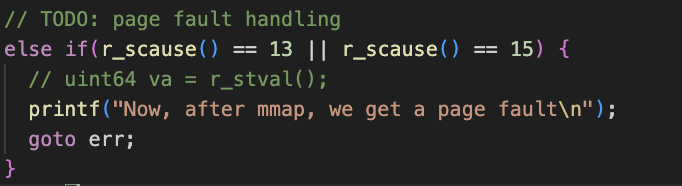 // TODO: page fault handling
else if(r_scause() == 13 || r_scause() == 15) {
// uint64 va = r_stval();
printf("Now, after mmap, we get a page fault\n");
goto err;
}